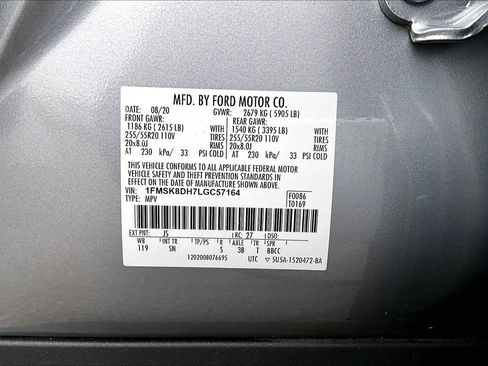 MFD. BY FORD MOTOR CO.
DATE: 08/20 GVWR: 2679 KG ( 5905 LB)
FRONT GAWR: REAR GAWR:
1186 KG ( 2615 LB) WITH 1540 KG ( 3395 LB) WITH
255/55R20 110V TIRES 255/55R20 110V TIRES
20x8.0J RIMS 20x8.0J RIMS
AT 230 kPa/ 33 PSI COLD AT 230 kPa/ 33 PSI COLD
THIS VEHICLE CONFORMS TO ALL APPLICABLE FEDERAL MOTOR
VEHICLE SAFETY AND THEFT PREVENTION STANDARDS IN
EFFECT ON THE DATE OF MANUFACTURE SHOWN ABOVE.
VIN: 1FMSK8DH7LGC57164 F0086
TYPE: MPV T0169
EXT PNT: JS RC: 27 DSO:
WB INT TR TP/PS R AXLE TR SPR
119 SN S 3B T BBCC
120200B076695 UTC 5U5A-1520472-BA